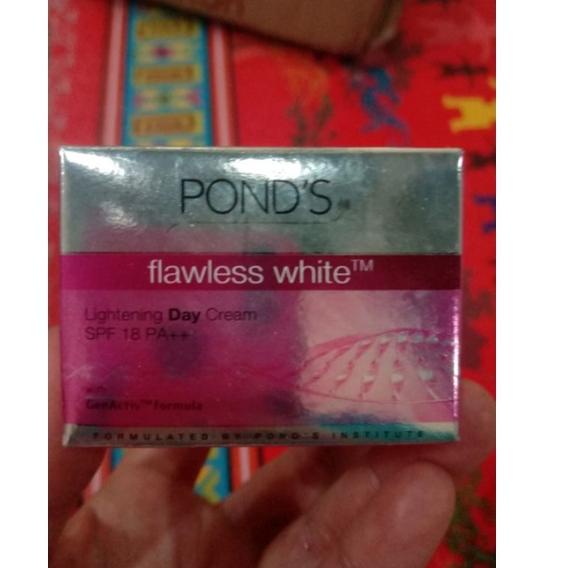 POND'S
flawless white™
Lightening Day Cream
SPF 18 PA++
with
GenActiv™ Formula
FORMULATED BY POND'S INSTITUTE